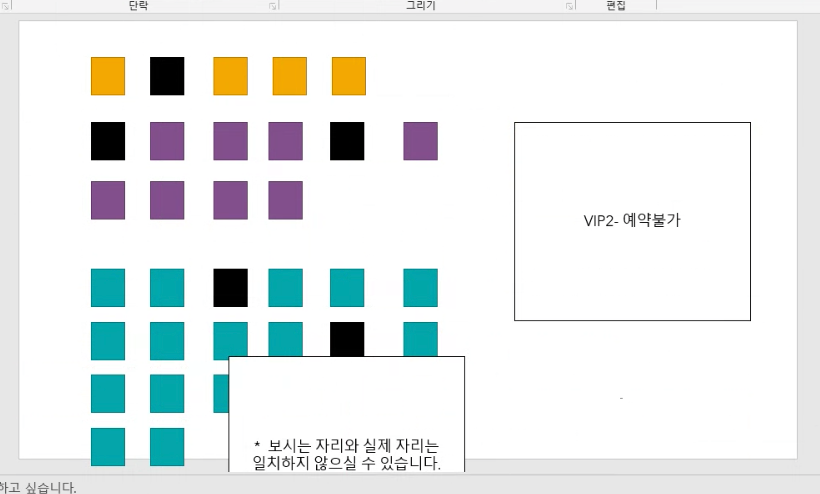 단락
그리기
편집
VIP2- 예약불가
* 보시는 자리와 실제 자리는
일치하지 않으실 수 있습니다.
하고 싶습니다.